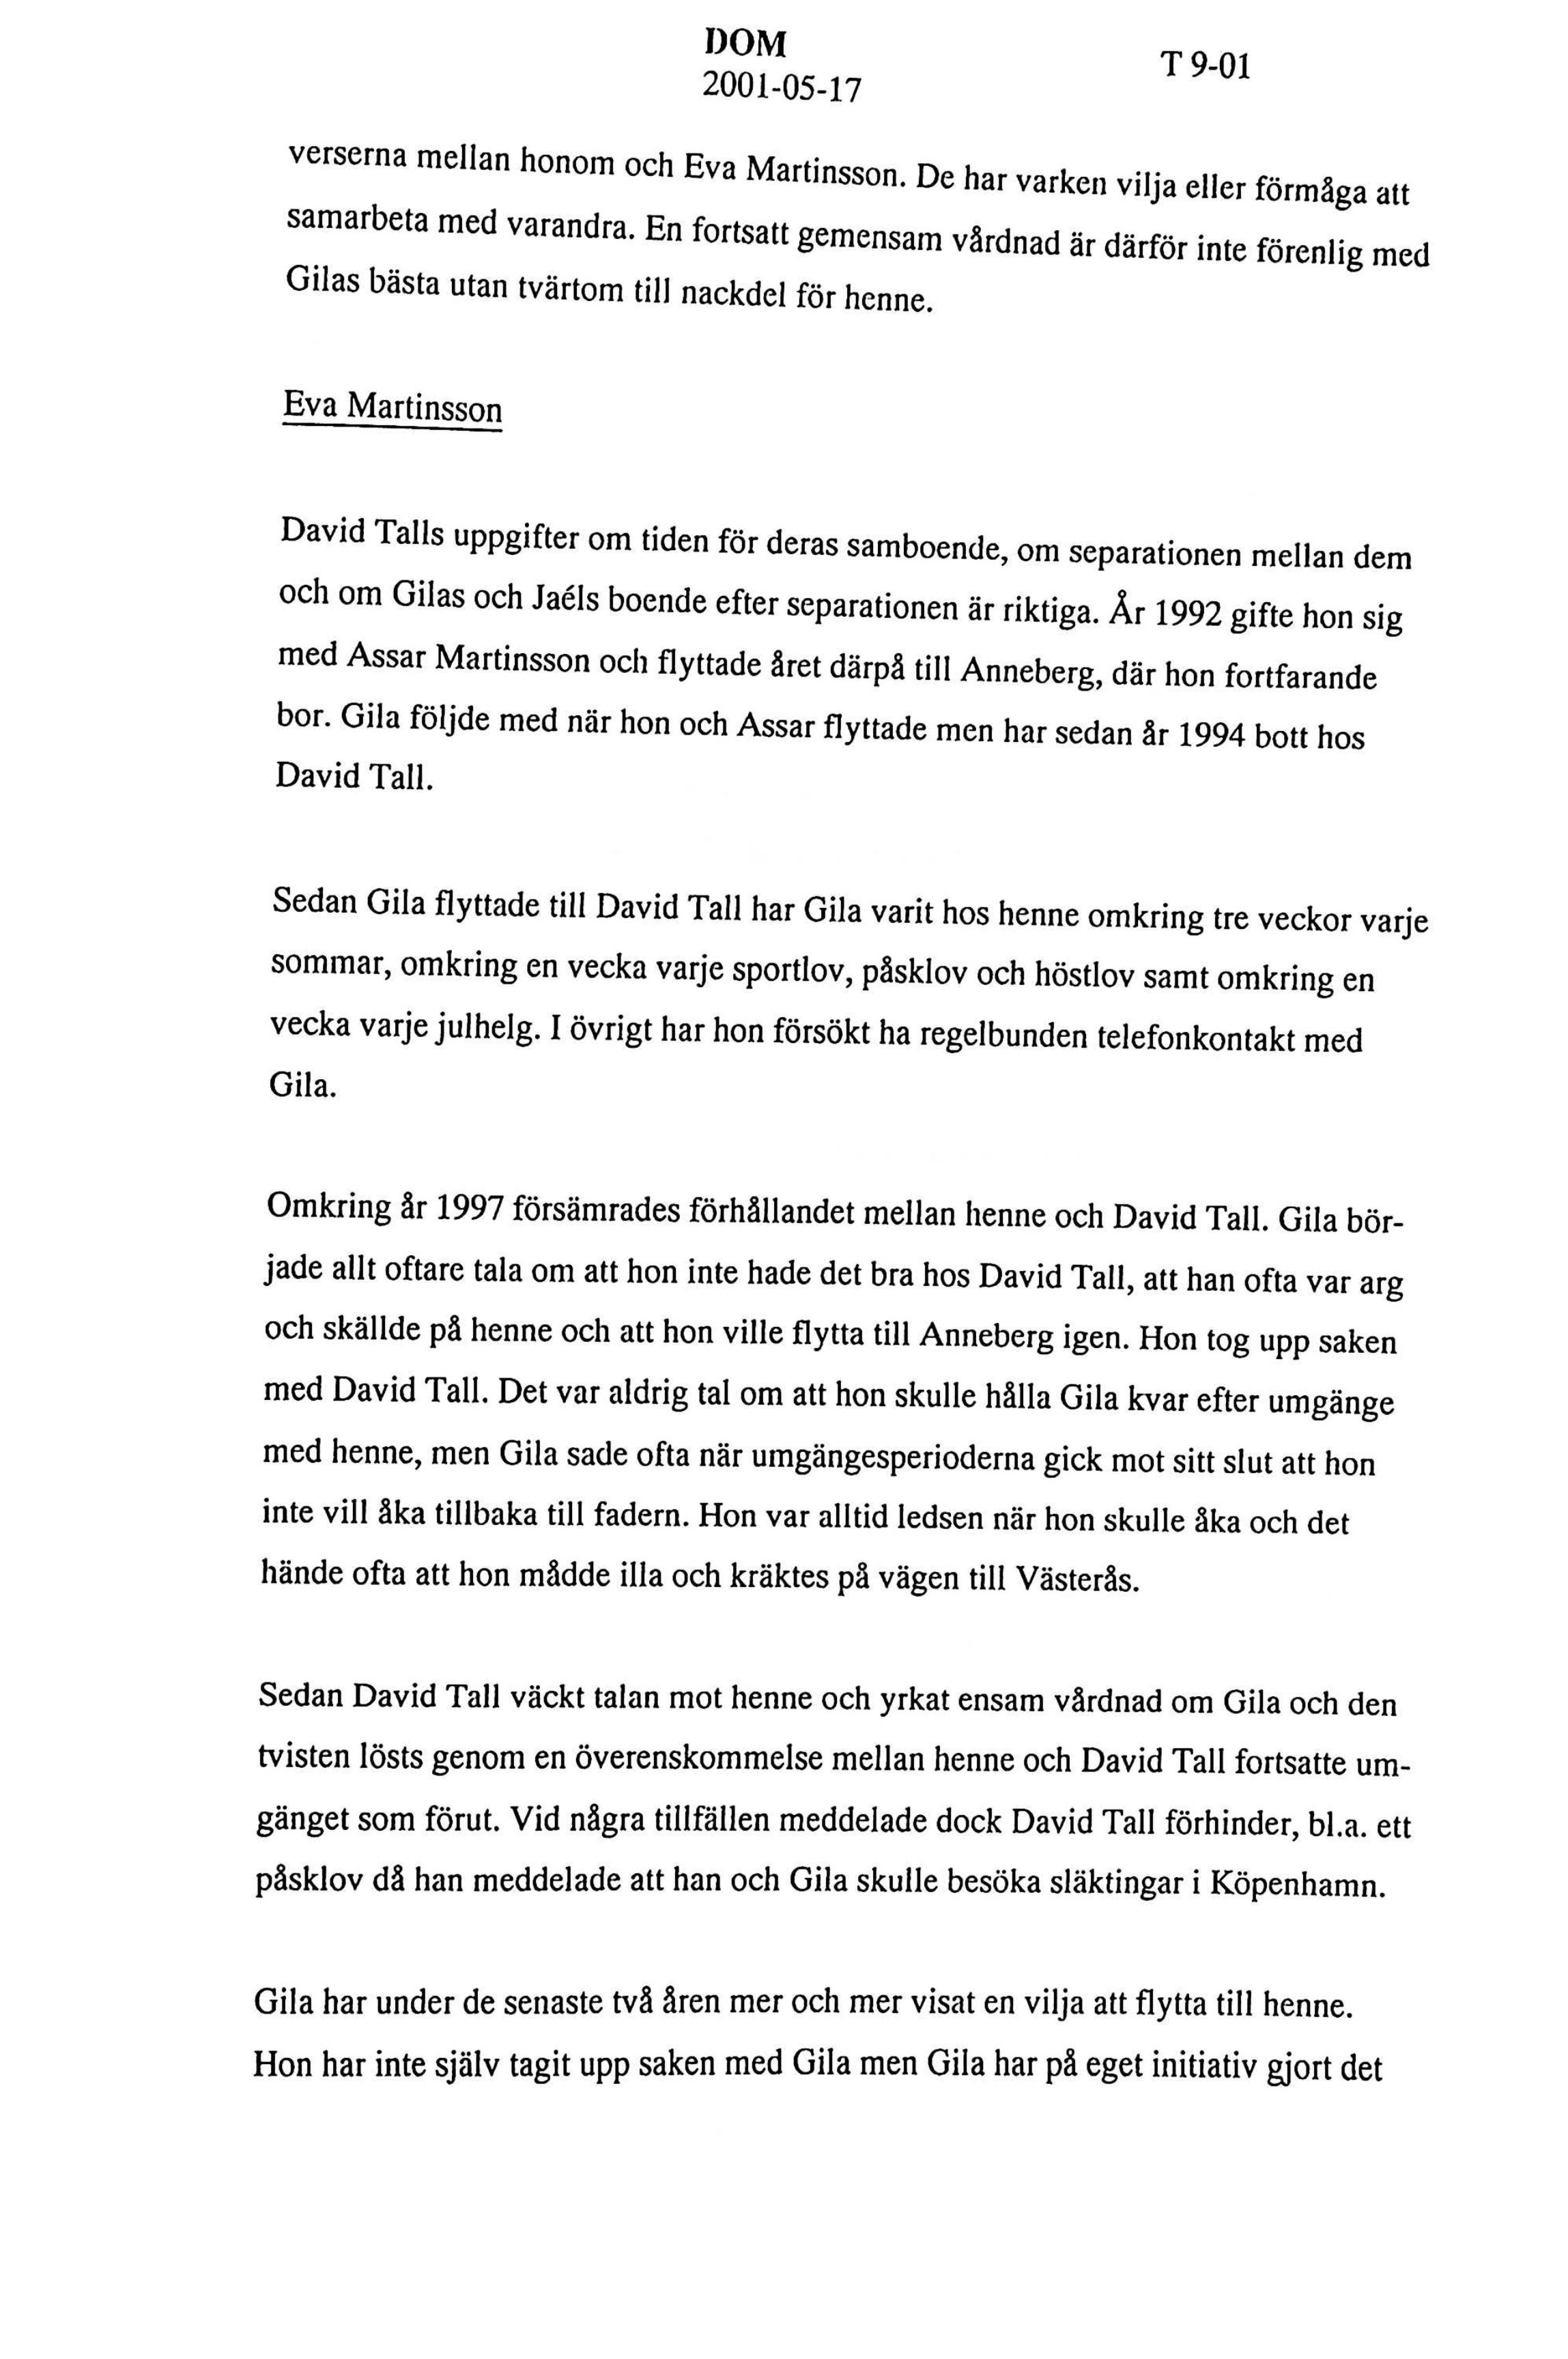 DOM
2001-05-17
T 9-01
verserna mellan honom och Eva Martinsson. De har varken vilja eller förmåga att
samarbeta med varandra. En fortsatt gemensam vårdnad är därför inte förenlig med
Gilas bästa utan tvärtom till nackdel för henne.
Eva Martinsson
David Talls uppgifter om tiden för deras samboende, om separationen mellan dem
och om Gilas och Jaéls boende efter separationen är riktiga. År 1992 gifte hon sig
med Assar Martinsson och flyttade året därpå till Anneberg, där hon fortfarande
bor. Gila följde med när hon och Assar flyttade men har sedan år 1994 bott hos
David Tall.
Sedan Gila flyttade till David Tall har Gila varit hos henne omkring tre veckor varje
sommar, omkring en vecka varje sportlov, påsklov och höstlov samt omkring en
vecka varje julhelg. I övrigt har hon försökt ha regelbunden telefonkontakt med
Gila.
Omkring år 1997 försämrades förhållandet mellan henne och David Tall. Gila bör-
jade allt oftare tala om att hon inte hade det bra hos David Tall, att han ofta var arg
och skällde på henne och att hon ville flytta till Anneberg igen. Hon tog upp saken
med David Tall. Det var aldrig tal om att hon skulle hålla Gila kvar efter umgänge
med henne, men Gila sade ofta när umgängesperioderna gick mot sitt slut att hon
inte vill åka tillbaka till fadern. Hon var alltid ledsen när hon skulle åka och det
hände ofta att hon mådde illa och kräktes på vägen till Västerås.
Sedan David Tall väckt talan mot henne och yrkat ensam vårdnad om Gila och den
tvisten lösts genom en överenskommelse mellan henne och David Tall fortsatte um-
gänget som förut. Vid några tillfällen meddelade dock David Tall förhinder, bl.a. ett
påsklov då han meddelade att han och Gila skulle besöka släktingar i Köpenhamn.
Gila har under de senaste två åren mer och mer visat en vilja att flytta till henne.
Hon har inte själv tagit upp saken med Gila men Gila har på eget initiativ gjort det